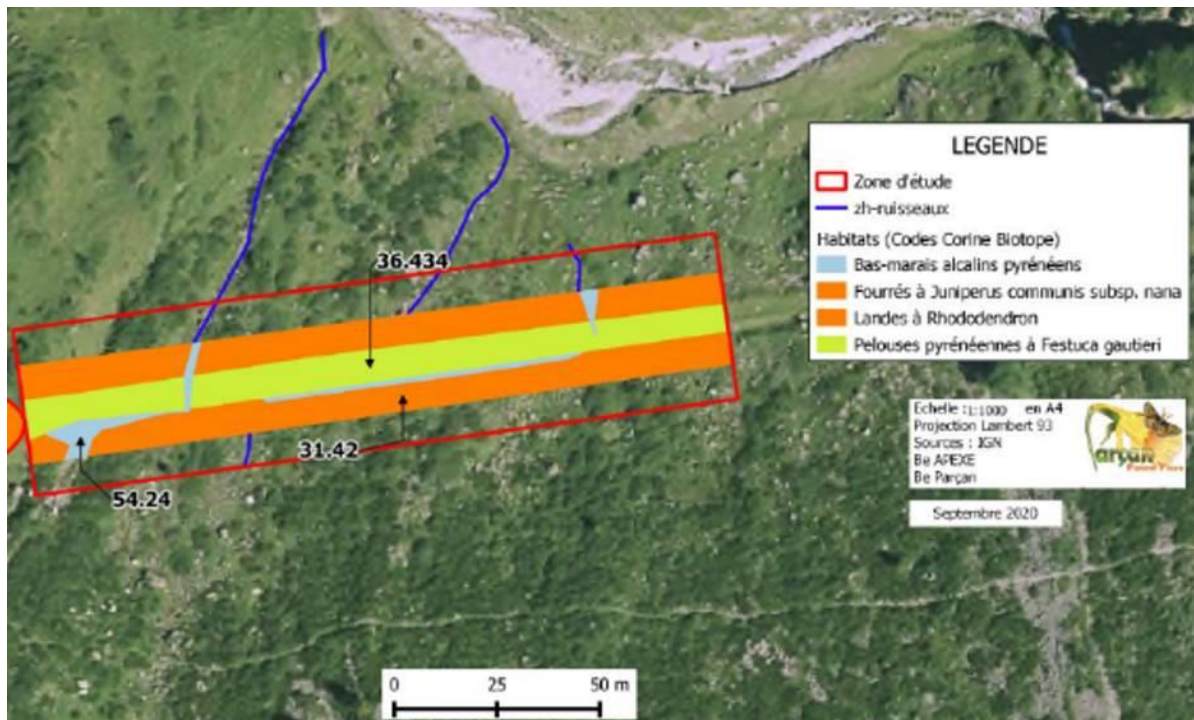 LEGENDE
Zone d'étude
zh-ruisseaux
Habitats (Codes Corine Biotope)
Bas-marais alcalins pyrénéens
Fourrés à Juniperus communis subsp. nana
Landes à Rhododendron
Pelouses pyrénéennes à Festuca gautieri
36.434
31.42
54.24
Echelle :1:1000 en A4
Projection Lambert 93
Sources : IGN
Be APEXE
Be Parçan
Parçan
Septembre 2020
0 25 50 m